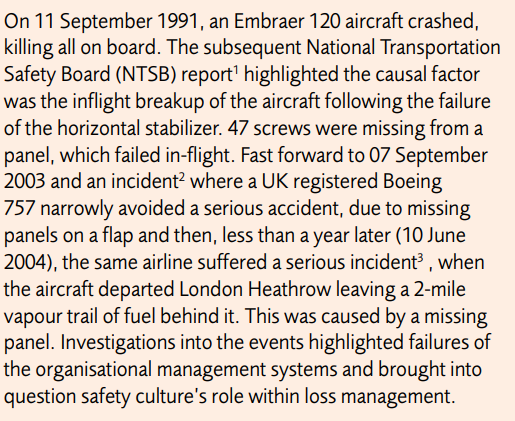 On 11 September 1991, an Embraer 120 aircraft crashed,
killing all on board. The subsequent National Transportation
Safety Board (NTSB) report¹ highlighted the causal factor
was the inflight breakup of the aircraft following the failure
of the horizontal stabilizer. 47 screws were missing from a
panel, which failed in-flight. Fast forward to 07 September
2003 and an incident² where a UK registered Boeing
757 narrowly avoided a serious accident, due to missing
panels on a flap and then, less than a year later (10 June
2004), the same airline suffered a serious incident³ , when
the aircraft departed London Heathrow leaving a 2-mile
vapour trail of fuel behind it. This was caused by a missing
panel. Investigations into the events highlighted failures of
the organisational management systems and brought into
question safety culture's role within loss management.